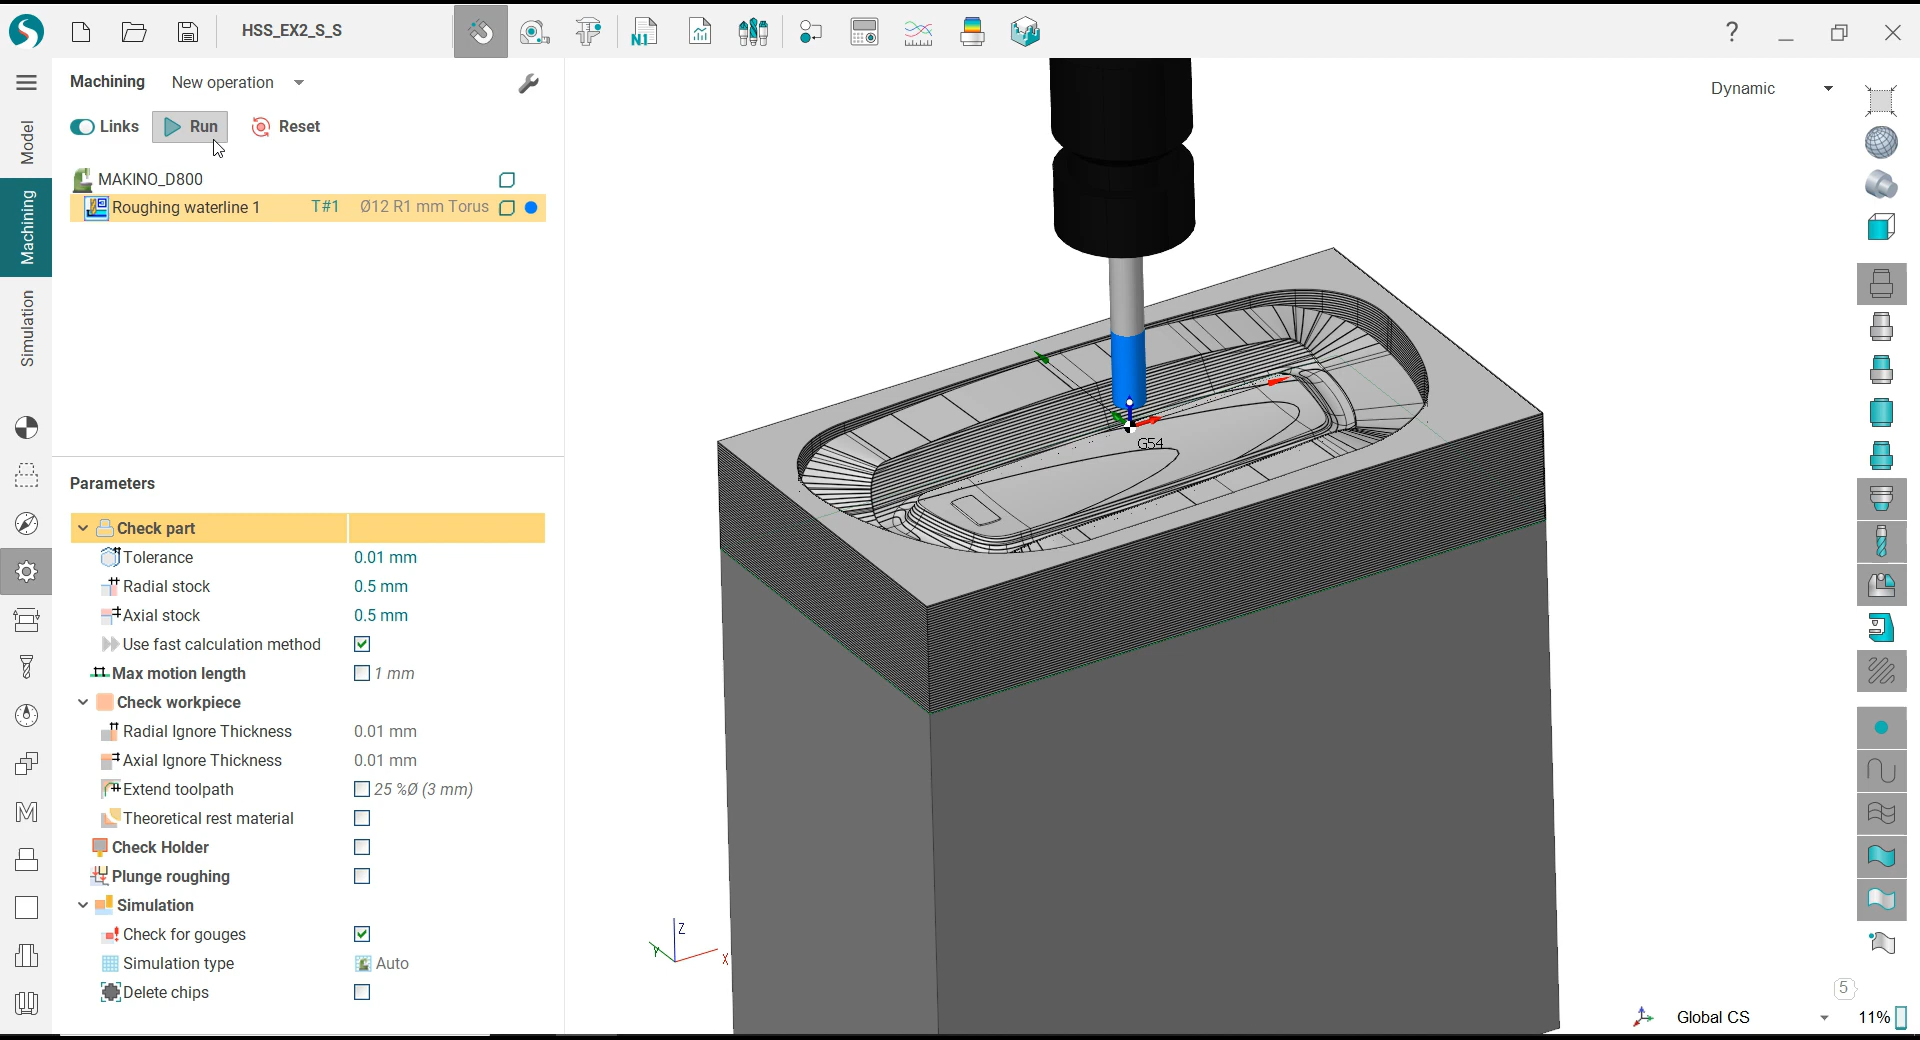 HSS_EX2_S_S
N1
?
Machining New operation
Links Run Reset
Model
Machining
Simulation
MAKINO_D800
Roughing waterline 1 T#1 Ø12 R1 mm Torus
Dynamic
G54
Parameters
Check part
Tolerance 0.01 mm
Radial stock 0.5 mm
Axial stock 0.5 mm
Use fast calculation method
Max motion length 1 mm
Check workpiece
Radial Ignore Thickness 0.01 mm
Axial Ignore Thickness 0.01 mm
Extend toolpath 25 %Ø (3 mm)
Theoretical rest material
Check Holder
Plunge roughing
Simulation
Check for gouges
Simulation type Auto
Delete chips
Z
Y
X
5
Global CS 11%